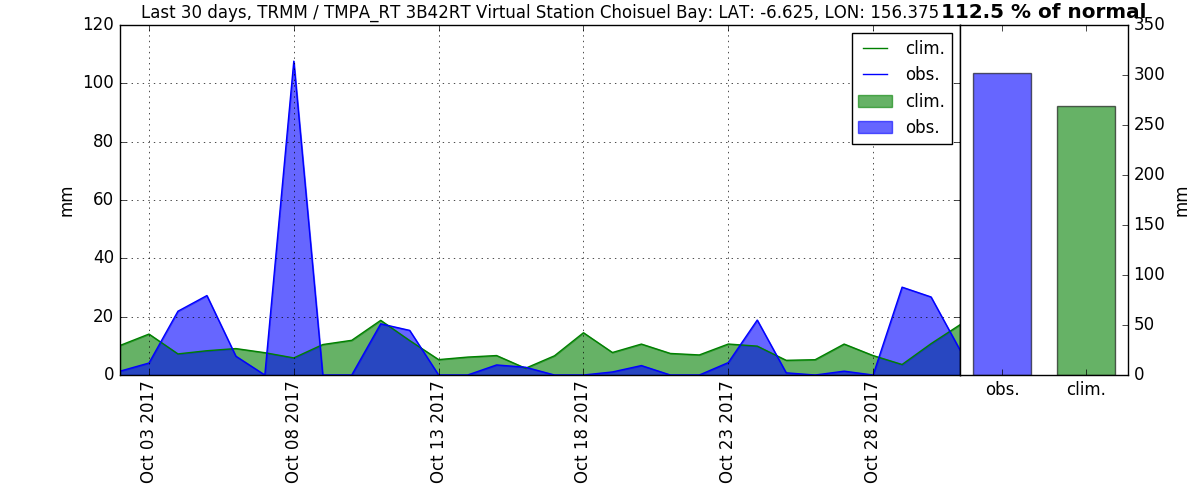 Last 30 days, TRMM / TMPA_RT 3B42RT Virtual Station Choisuel Bay: LAT: -6.625, LON: 156.375
112.5 % of normal
120
100
80
60
40
20
0
mm
clim.
obs.
clim.
obs.
Oct 03 2017
Oct 08 2017
Oct 13 2017
Oct 18 2017
Oct 23 2017
Oct 28 2017
350
300
250
200
150
100
50
0
mm
obs.
clim.